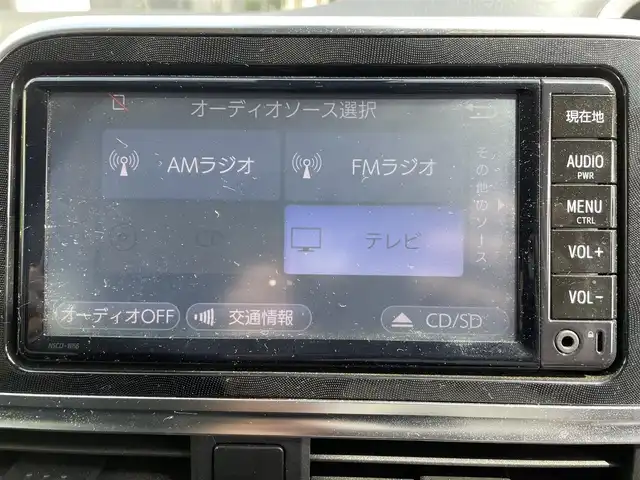 オーディオソース選択
AMラジオ
FMラジオ
CD
テレビ
その他のソース
オーディオOFF
交通情報
CD/SD
現在地
AUDIO
PWR
MENU
CTRL
VOL+
VOL-